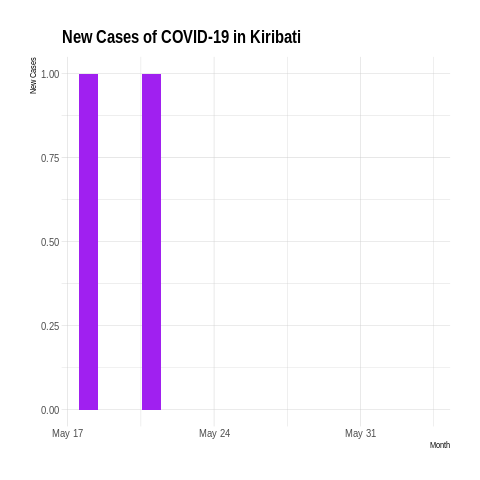 New Cases of COVID-19 in Kiribati
New Cases
1.00
0.75
0.50
0.25
0.00
May 17
May 24
May 31
Month